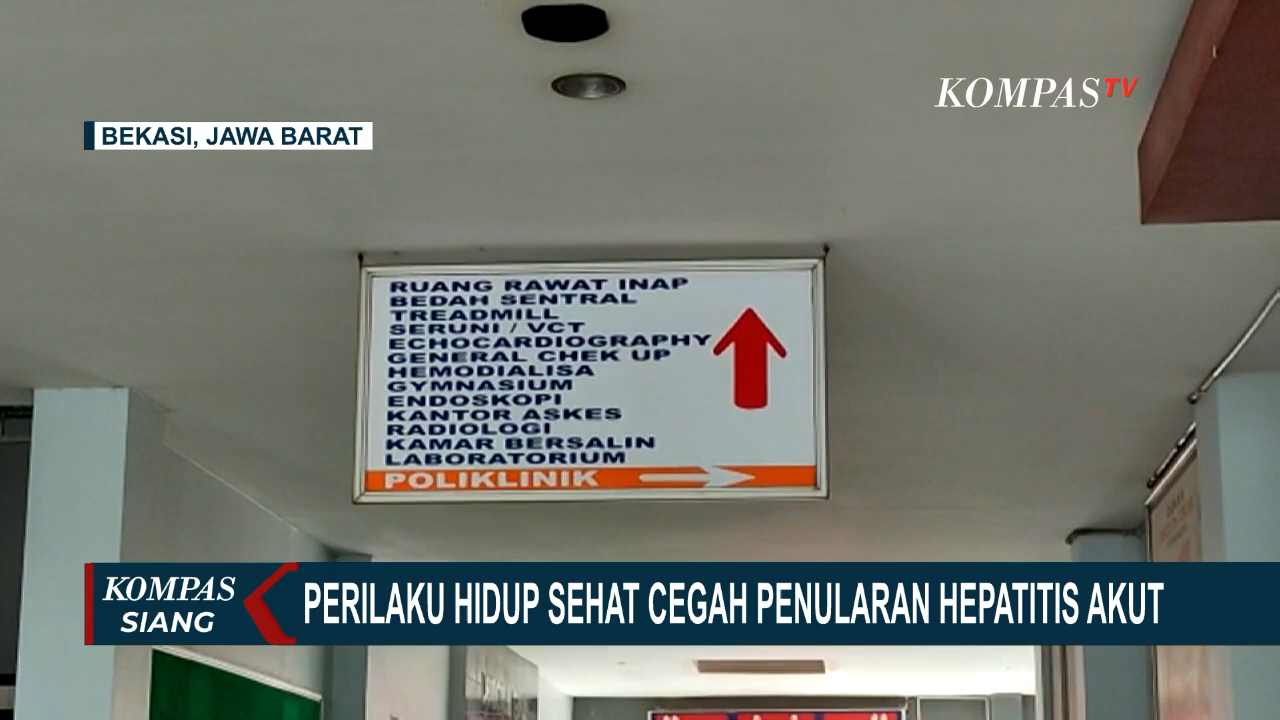 KOMPASTV
BEKASI, JAWA BARAT
RUANG RAWAT INAP
BEDAH SENTRAL
TREADMILL
SERUNI / VCT
ECHOCARDIOGRAPHY
GENERAL CHEK UP
HEMODIALISA
GYMNASIUM
ENDOSKOPI
KANTOR ASKES
RADIOLOGI
KAMAR BERSALIN
LABORATORIUM
POLIKLINIK
KOMPAS
SIANG
PERILAKU HIDUP SEHAT CEGAH PENULARAN HEPATITIS AKUT